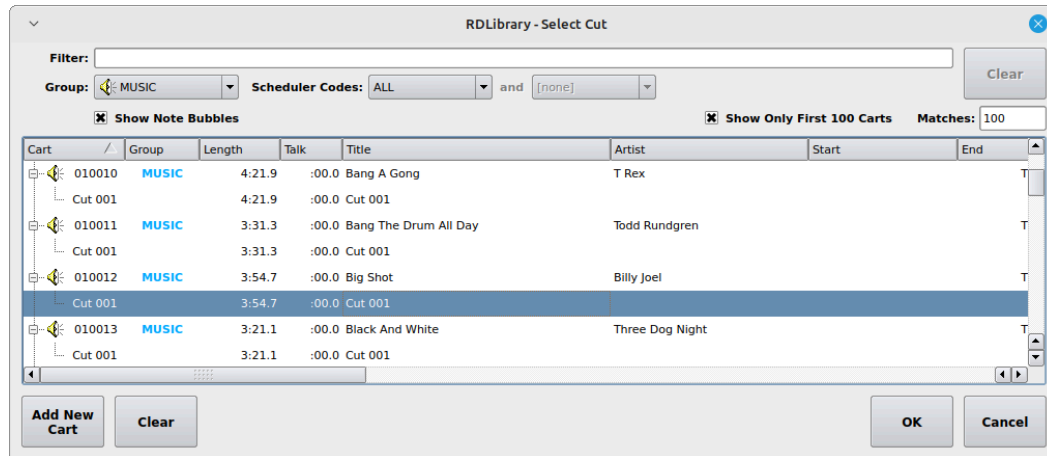 RDLibrary - Select Cut
Filter:
Clear
Group: MUSIC Scheduler Codes: ALL and [none]
Show Note Bubbles Show Only First 100 Carts Matches: 100
Cart Group Length Talk Title Artist Start End
010010 MUSIC 4:21.9 :00.0 Bang A Gong T Rex T
Cut 001 4:21.9 :00.0 Cut 001
010011 MUSIC 3:31.3 :00.0 Bang The Drum All Day Todd Rundgren T
Cut 001 3:31.3 :00.0 Cut 001
010012 MUSIC 3:54.7 :00.0 Big Shot Billy Joel T
Cut 001 3:54.7 :00.0 Cut 001
010013 MUSIC 3:21.1 :00.0 Black And White Three Dog Night T
Cut 001 3:21.1 :00.0 Cut 001
Add New Cart Clear OK Cancel